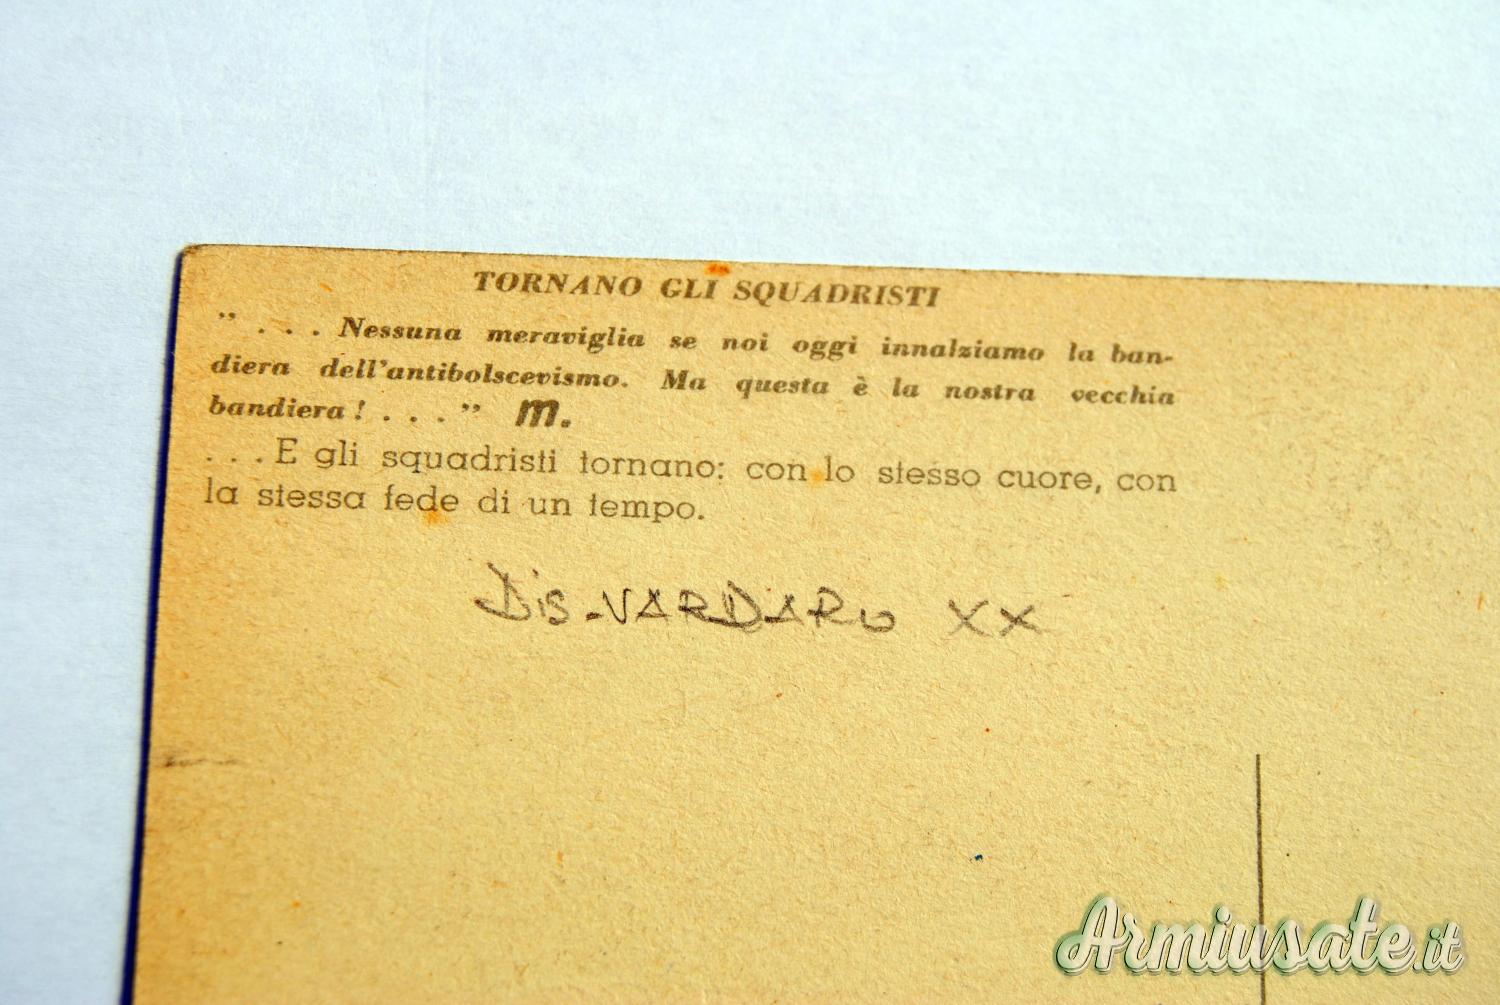 TORNANO GLI SQUADRISTI
" . . . Nessuna meraviglia se noi oggi innalziamo la ban-
diera dell'antibolscevismo. Ma questa è la nostra vecchia
bandiera ! . . . " m.
. . . E gli squadristi tornano: con lo stesso cuore, con
la stessa fede di un tempo.
Dis. VARDARO XX
Armiusate.it